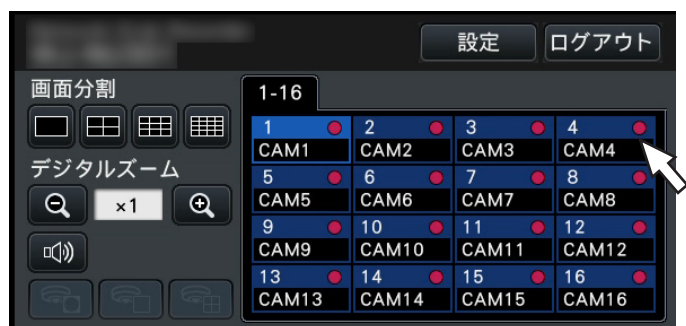 設定 ログアウト
画面分割
1-16
1 2 3 4
CAM1 CAM2 CAM3 CAM4
デジタルズーム
5 6 7 8
×1
CAM5 CAM6 CAM7 CAM8
9 10 11 12
CAM9 CAM10 CAM11 CAM12
13 14 15 16
CAM13 CAM14 CAM15 CAM16